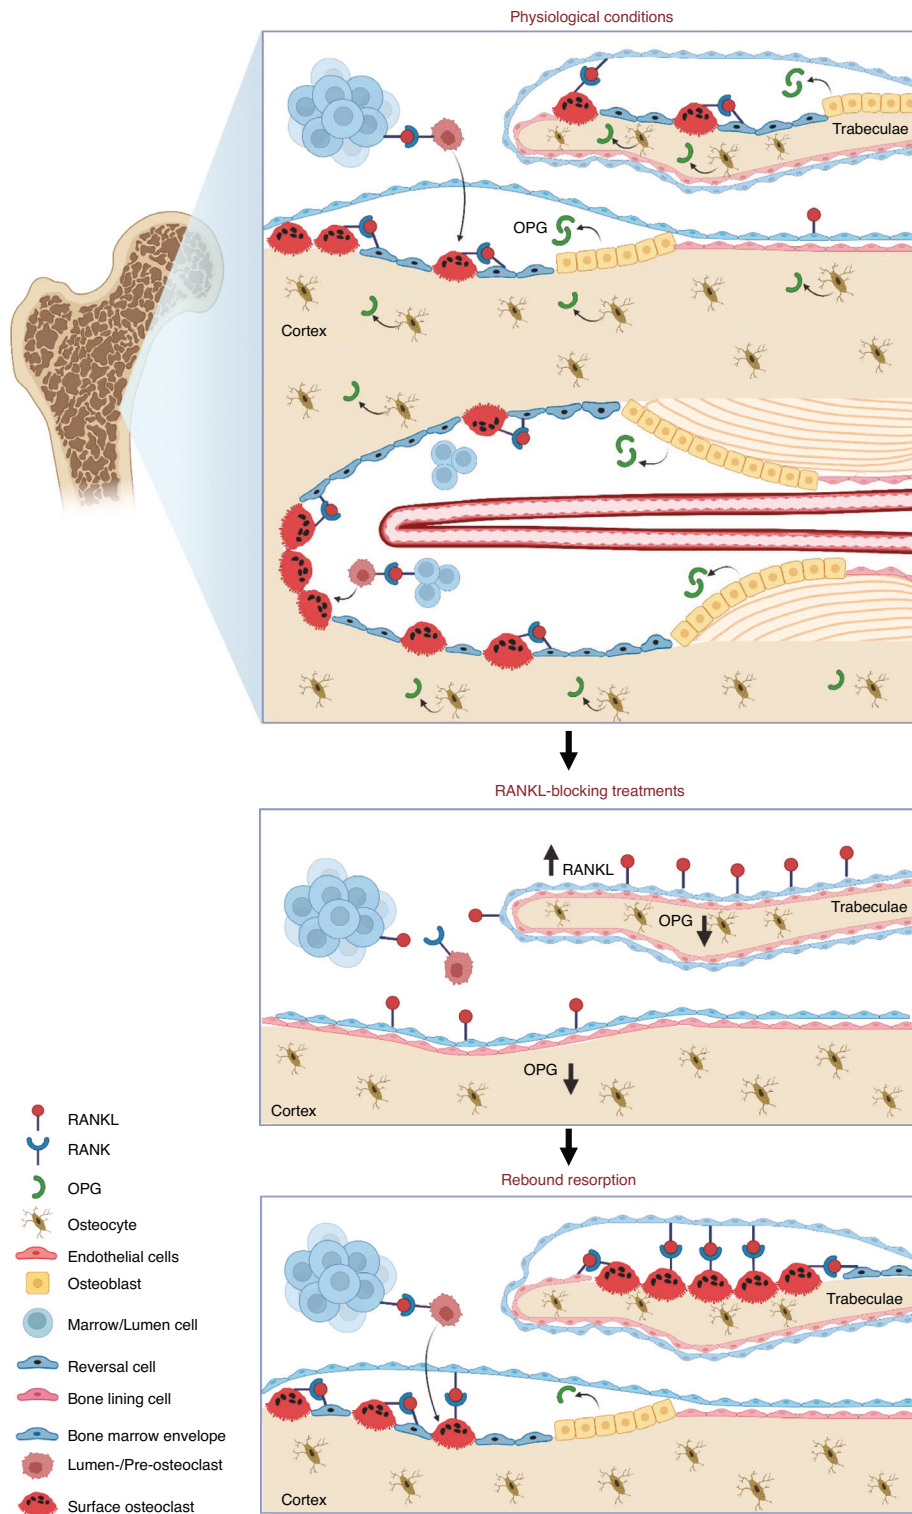 Physiological conditions
Trabeculae
OPG
Cortex
RANKL-blocking treatments
RANKL
Trabeculae
OPG
OPG
Cortex
Rebound resorption
Trabeculae
Cortex
RANKL
RANK
OPG
Osteocyte
Endothelial cells
Osteoblast
Marrow/Lumen cell
Reversal cell
Bone lining cell
Bone marrow envelope
Lumen-/Pre-osteoclast
Surface osteoclast